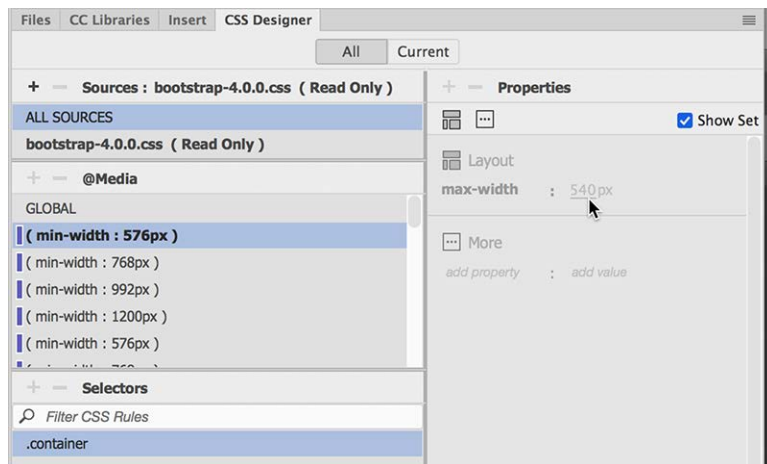 Files CC Libraries Insert CSS Designer
All Current
+ − Sources : bootstrap-4.0.0.css ( Read Only )
ALL SOURCES
bootstrap-4.0.0.css ( Read Only )
+ − @Media
GLOBAL
( min-width : 576px )
( min-width : 768px )
( min-width : 992px )
( min-width : 1200px )
( min-width : 576px )
+ − Selectors
Filter CSS Rules
.container
+ − Properties
Show Set
Layout
max-width : 540px
More
add property : add value